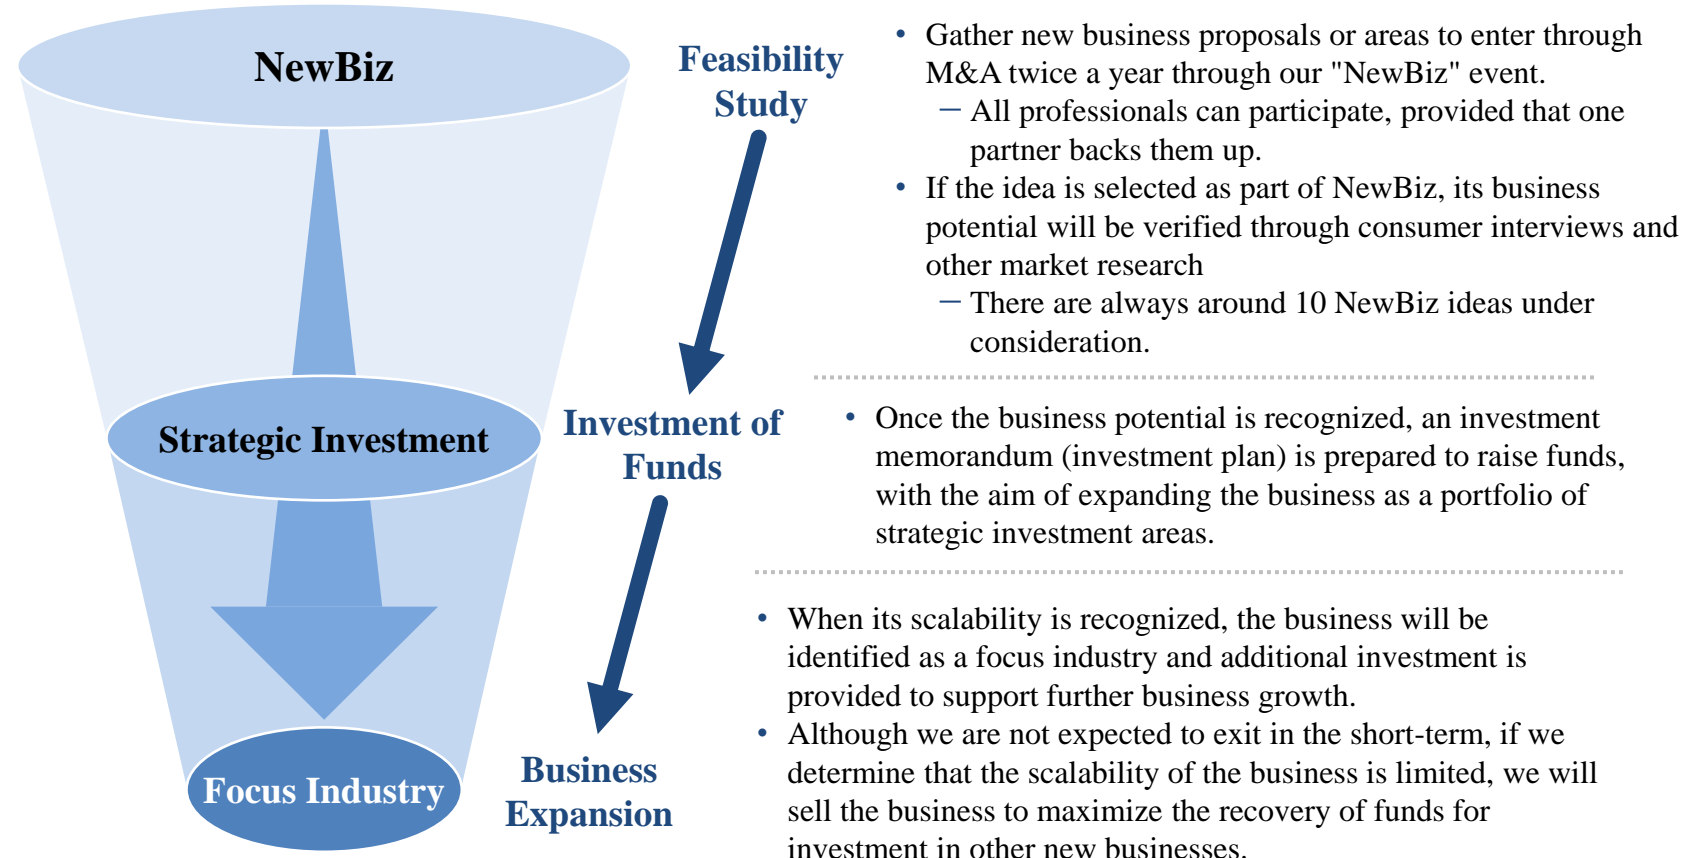 NewBiz
Feasibility
Study
• Gather new business proposals or areas to enter through
M&A twice a year through our "NewBiz" event.
– All professionals can participate, provided that one
partner backs them up.
• If the idea is selected as part of NewBiz, its business
potential will be verified through consumer interviews and
other market research
– There are always around 10 NewBiz ideas under
consideration.
Strategic Investment
Investment of
Funds
• Once the business potential is recognized, an investment
memorandum (investment plan) is prepared to raise funds,
with the aim of expanding the business as a portfolio of
strategic investment areas.
Focus Industry
Business
Expansion
• When its scalability is recognized, the business will be
identified as a focus industry and additional investment is
provided to support further business growth.
• Although we are not expected to exit in the short-term, if we
determine that the scalability of the business is limited, we will
sell the business to maximize the recovery of funds for
investment in other new businesses.